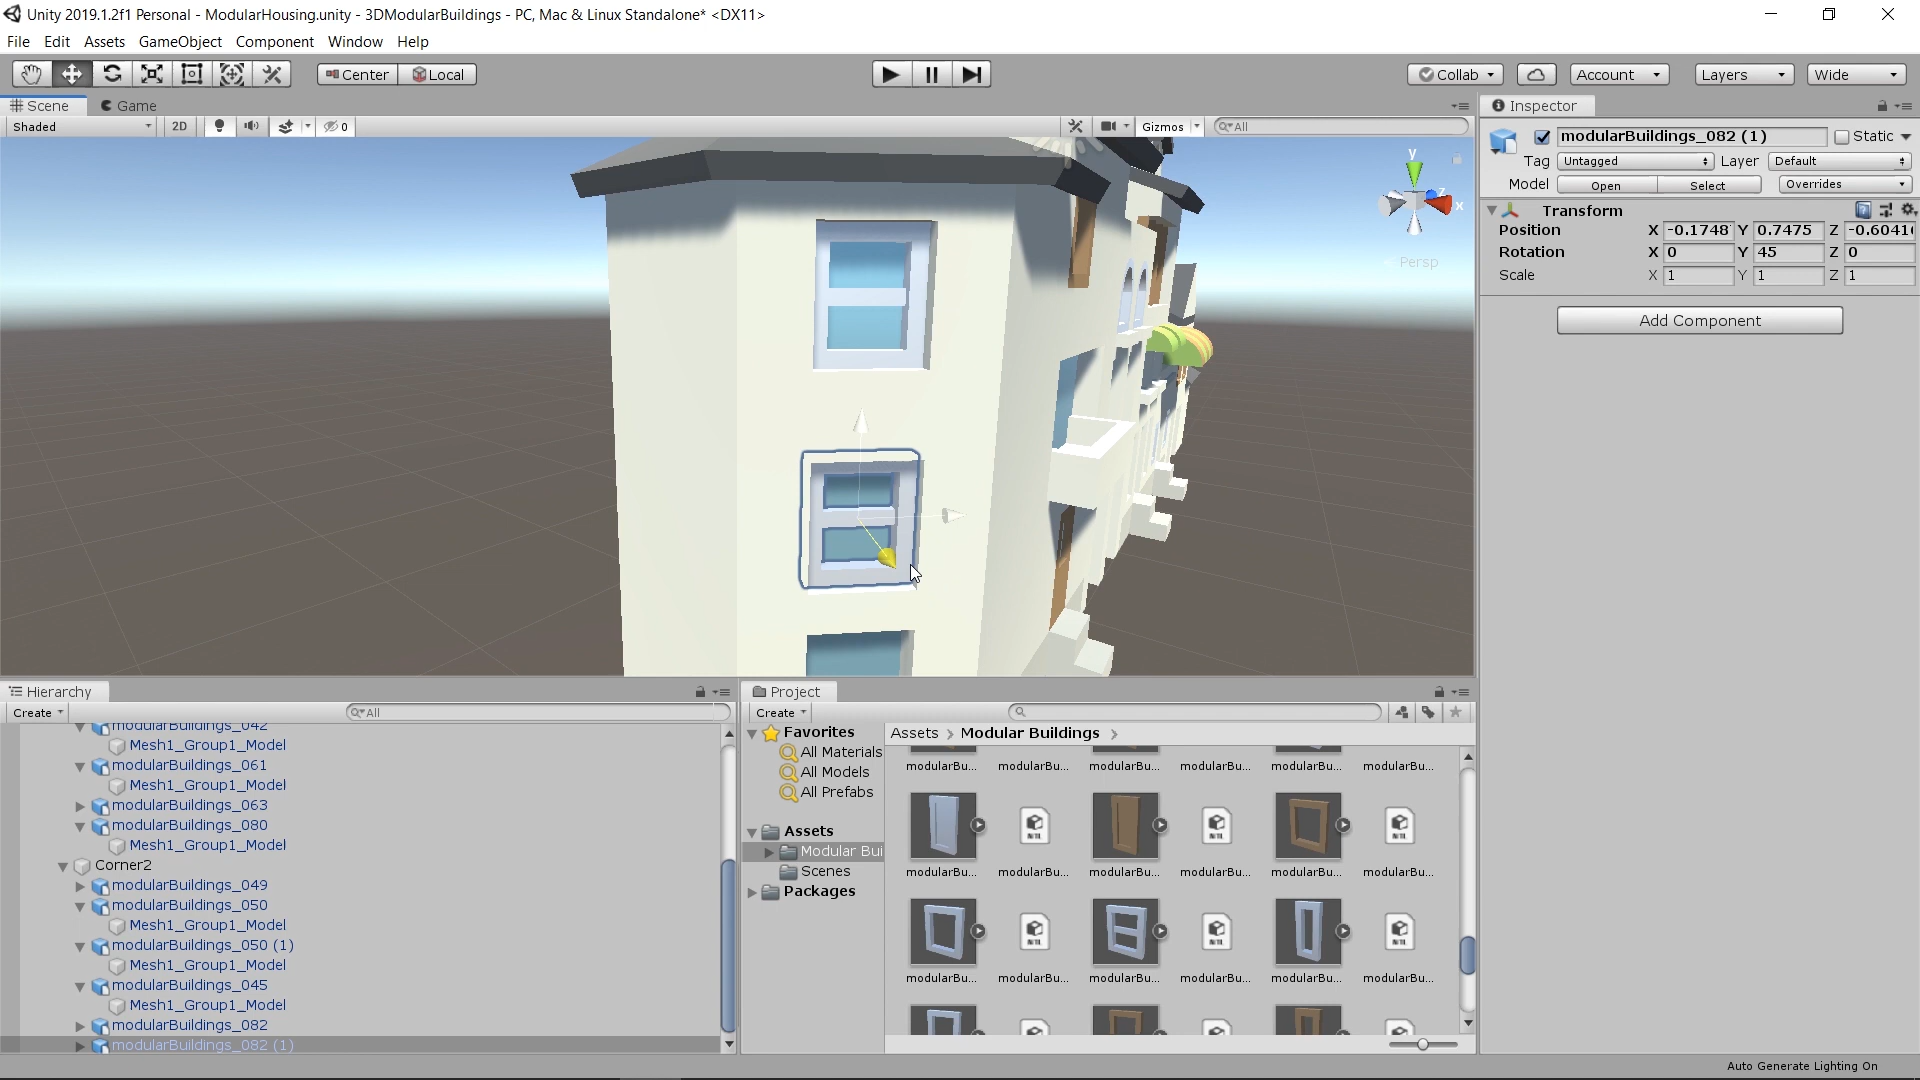 Unity 2019.1.2f1 Personal - ModularHousing.unity - 3DModularBuildings - PC, Mac & Linux Standalone* <DX11>
File Edit Assets GameObject Component Window Help
Center Local Collab Account Layers Wide
Scene Game
Shaded 2D 0 Gizmos All
y
x
z
Persp
Inspector
modularBuildings_082 (1) Static
Tag Untagged Layer Default
Model Open Select Overrides
Transform
Position X -0.1748 Y 0.7475 Z -0.6041
Rotation X 0 Y 45 Z 0
Scale X 1 Y 1 Z 1
Add Component
Hierarchy
Create All
modularBuildings_042
Mesh1_Group1_Model
modularBuildings_061
Mesh1_Group1_Model
modularBuildings_063
modularBuildings_080
Mesh1_Group1_Model
Corner2
modularBuildings_049
modularBuildings_050
Mesh1_Group1_Model
modularBuildings_050 (1)
Mesh1_Group1_Model
modularBuildings_045
Mesh1_Group1_Model
modularBuildings_082
modularBuildings_082 (1)
Project
Create
Favorites
All Materials
All Models
All Prefabs
Assets
Modular Bui
Scenes
Packages
Assets Modular Buildings
modularBu... modularBu... modularBu... modularBu... modularBu... modularBu...
modularBu... modularBu... modularBu... modularBu... modularBu... modularBu...
modularBu... modularBu... modularBu... modularBu... modularBu... modularBu...
Auto Generate Lighting On